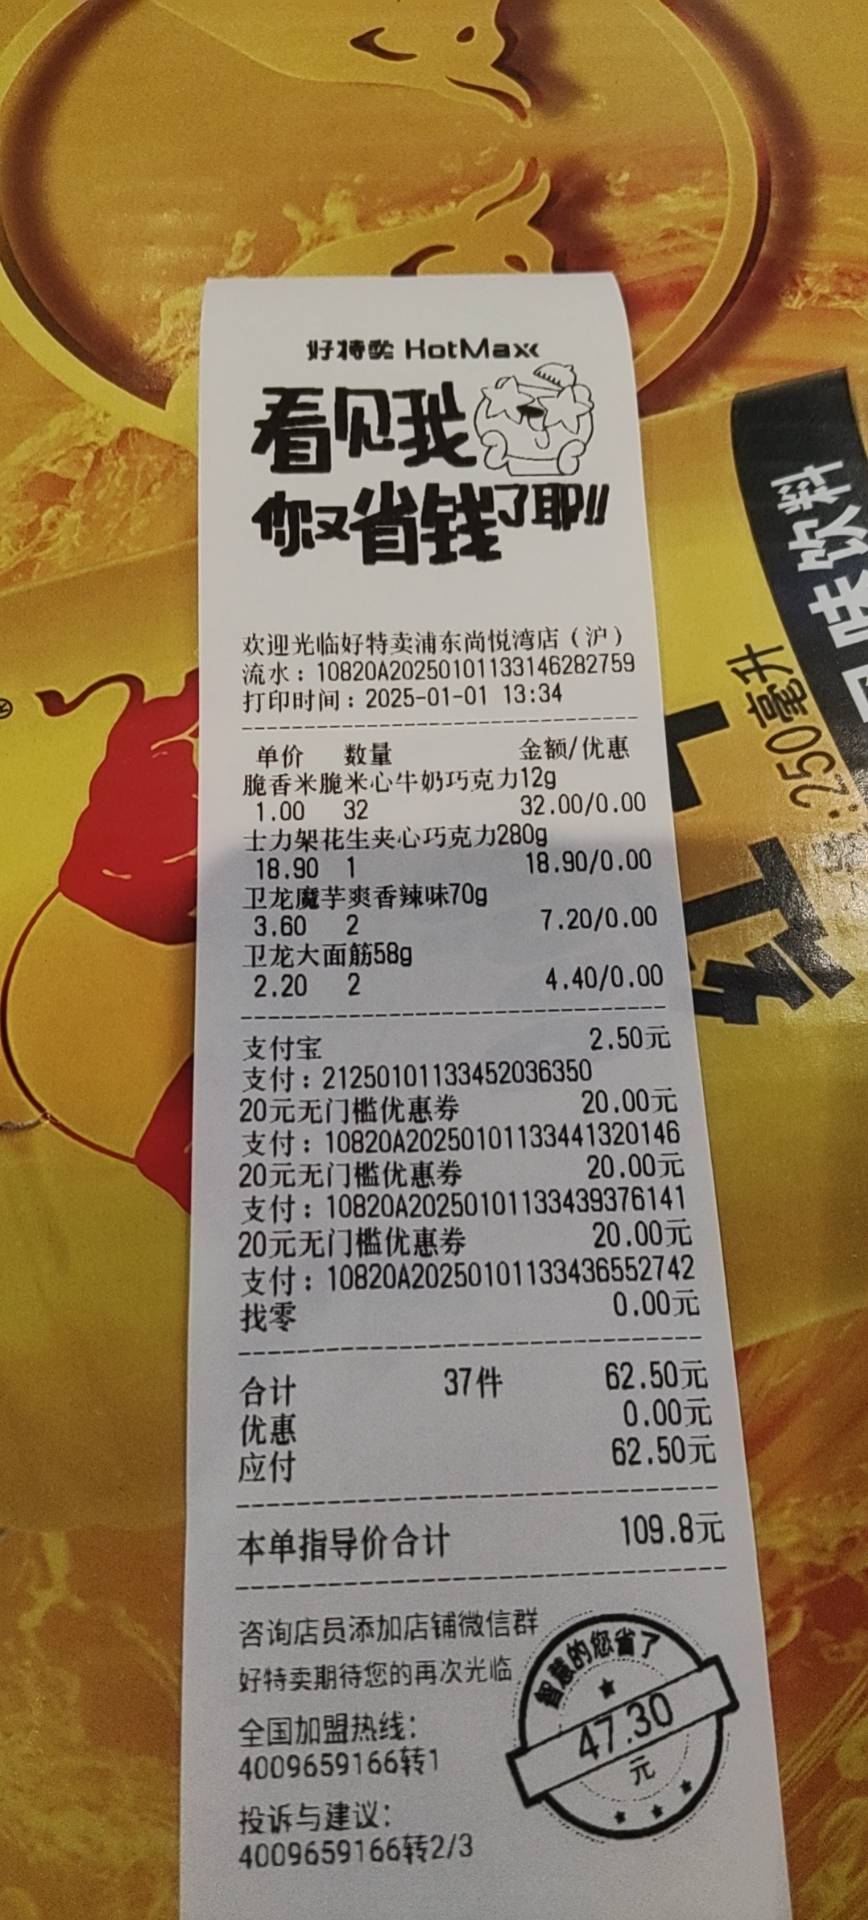 好特卖 HotMaxx
看见我
你又省钱了耶!!
欢迎光临好特卖浦东尚悦湾店（沪）
流水：10820A20250101133146282759
打印时间：2025-01-01 13:34
单价 数量 金额/优惠
脆香米脆米心牛奶巧克力12g
1.00 32 32.00/0.00
士力架花生夹心巧克力280g
18.90 1 18.90/0.00
卫龙魔芋爽香辣味70g
3.60 2 7.20/0.00
卫龙大面筋58g
2.20 2 4.40/0.00
支付宝 2.50元
支付：212501011334520363​50
20元无门槛优惠券 20.00元
支付：10820A20250101133441320146
20元无门槛优惠券 20.00元
支付：10820A20250101133439376141
20元无门槛优惠券 20.00元
支付：10820A20250101133436552742
找零 0.00元
合计 37件 62.50元
优惠 0.00元
应付 62.50元
本单指导价合计 109.8元
咨询店员添加店铺微信群
好特卖期待您的再次光临
全国加盟热线：
4009659166转1
投诉与建议：
4009659166转2/3
智慧的您省了
47.30
元
味饮料
:250毫升